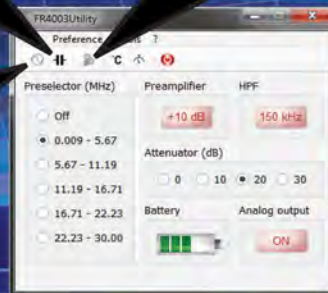 FR4003Utility
Preference ?
°C
Preselector (MHz) Preamplifier HPF
Off +10 dB 150 kHz
0.009 - 5.67
5.67 - 11.19 Attenuator (dB)
11.19 - 16.71 0 10 20 30
16.71 - 22.23 Battery Analog output
22.23 - 30.00 ON